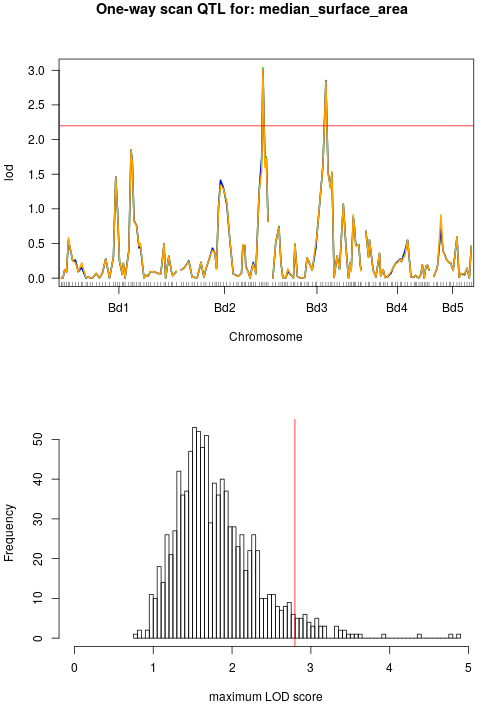 One-way scan QTL for: median_surface_area
3.0
2.5
2.0
1.5
1.0
0.5
0.0
lod
Bd1 Bd2 Bd3 Bd4 Bd5
Chromosome
50
40
30
20
10
0
Frequency
0 1 2 3 4 5
maximum LOD score